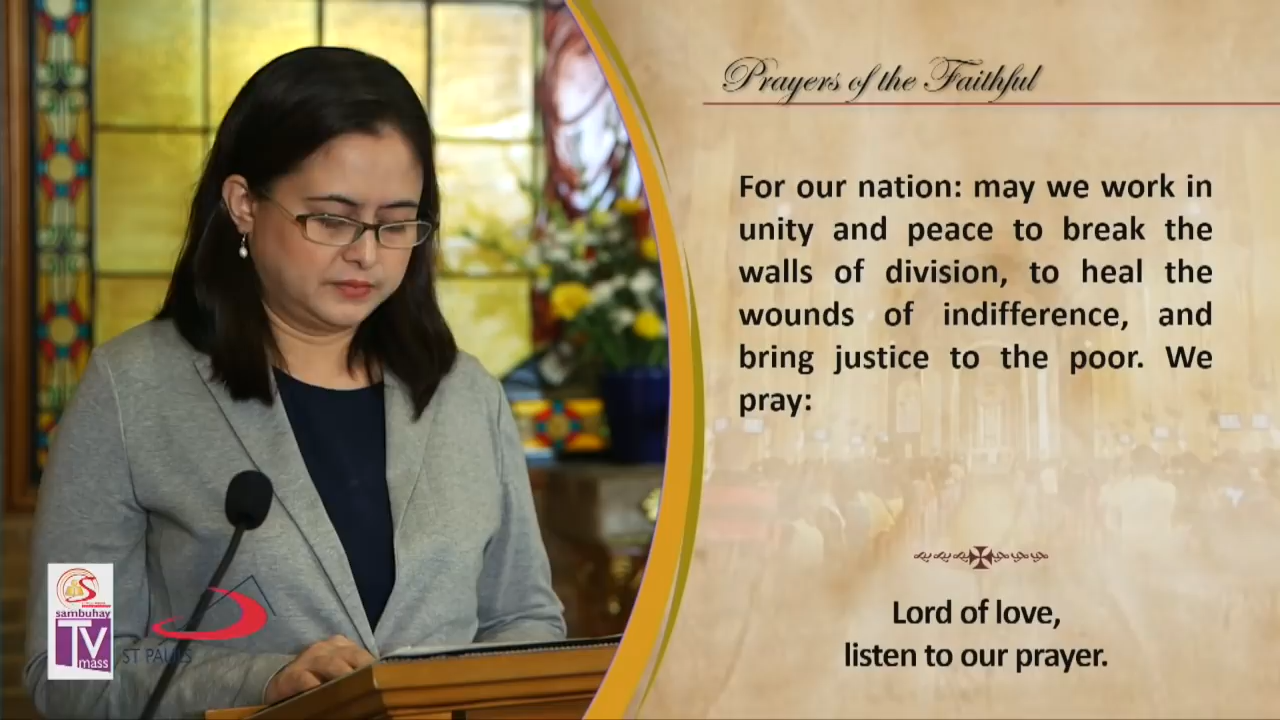 Prayers of the Faithful
For our nation: may we work in
unity and peace to break the
walls of division, to heal the
wounds of indifference, and
bring justice to the poor. We
pray:
Lord of love,
listen to our prayer.
sambuhay
TV
mass
ST PAULS